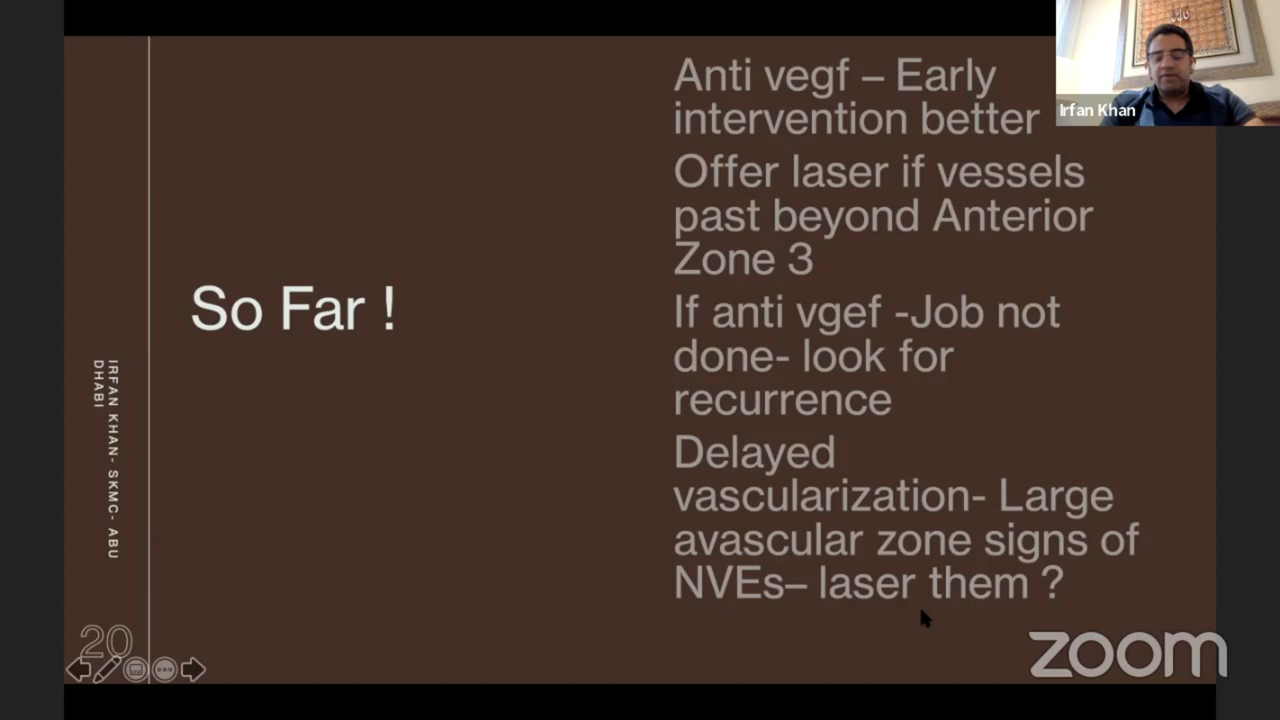 So Far !
Anti vegf – Early
intervention better
Offer laser if vessels
past beyond Anterior
Zone 3
If anti vgef -Job not
done- look for
recurrence
Delayed
vascularization- Large
avascular zone signs of
NVEs– laser them ?
IRFAN KHAN- SKMC- ABU
DHABI
20
Irfan Khan
zoom